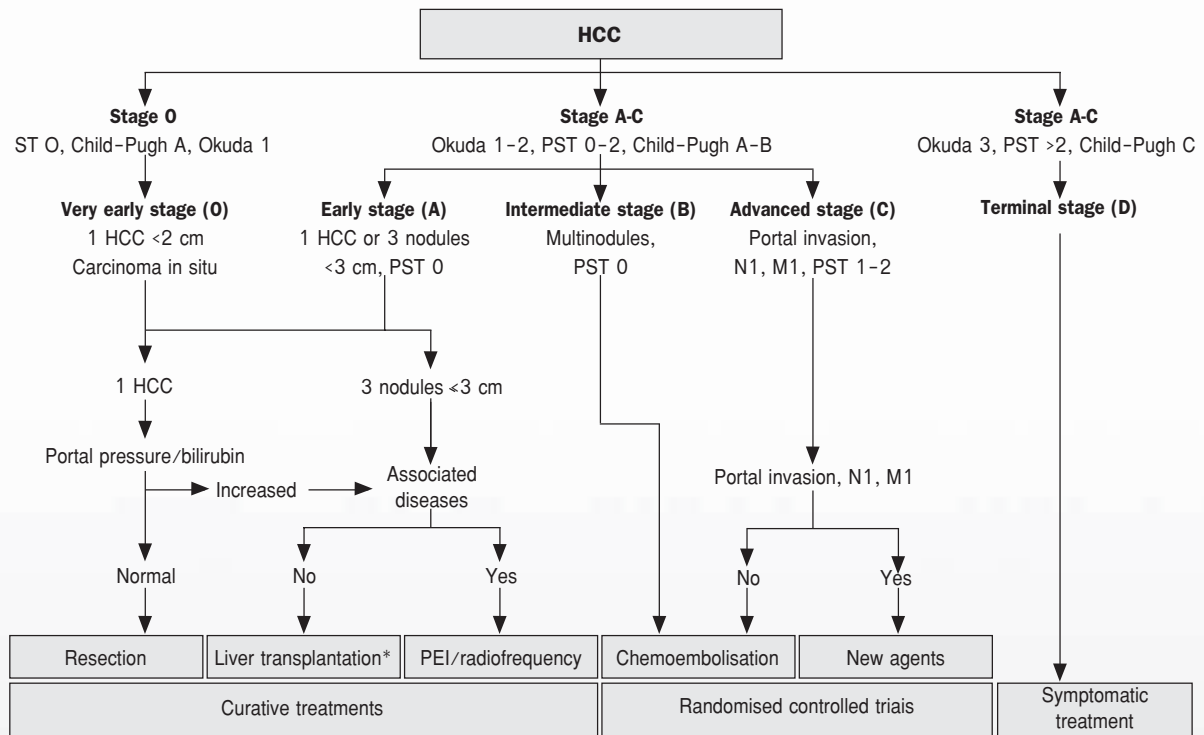 HCC
Stage 0
ST O, Child-Pugh A, Okuda 1
Stage A-C
Okuda 1-2, PST 0-2, Child-Pugh A-B
Stage A-C
Okuda 3, PST >2, Child-Pugh C
Very early stage (0)
1 HCC <2 cm
Carcinoma in situ
Early stage (A)
1 HCC or 3 nodules
<3 cm, PST 0
Intermediate stage (B)
Multinodules,
PST 0
Advanced stage (C)
Portal invasion,
N1, M1, PST 1-2
Terminal stage (D)
1 HCC
3 nodules <3 cm
Portal pressure/bilirubin
Increased
Associated
diseases
Portal invasion, N1, M1
Normal
No
Yes
No
Yes
Resection
Liver transplantation*
PEI/radiofrequency
Chemoembolisation
New agents
Curative treatments
Randomised controlled triais
Symptomatic
treatment